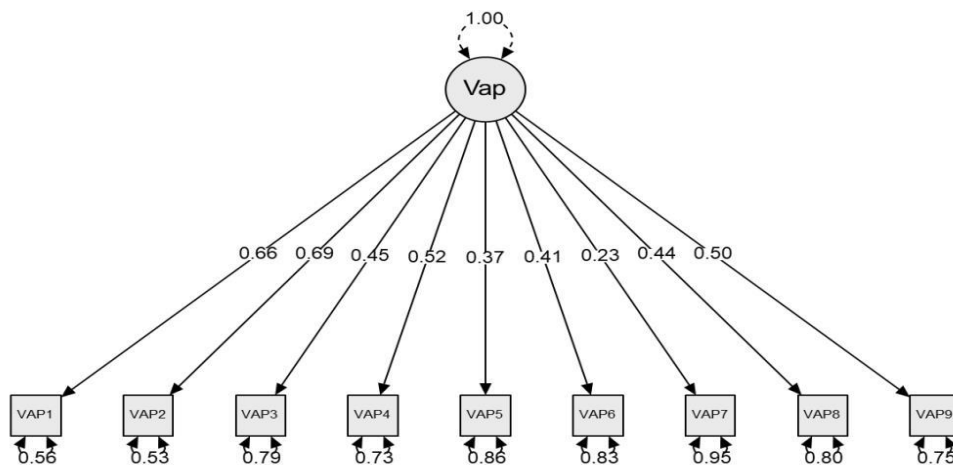 1.00
Vap
0.66 0.69 0.45 0.52 0.37 0.41 0.23 0.44 0.50
VAP1 VAP2 VAP3 VAP4 VAP5 VAP6 VAP7 VAP8 VAP9
0.56 0.53 0.79 0.73 0.86 0.83 0.95 0.80 0.75